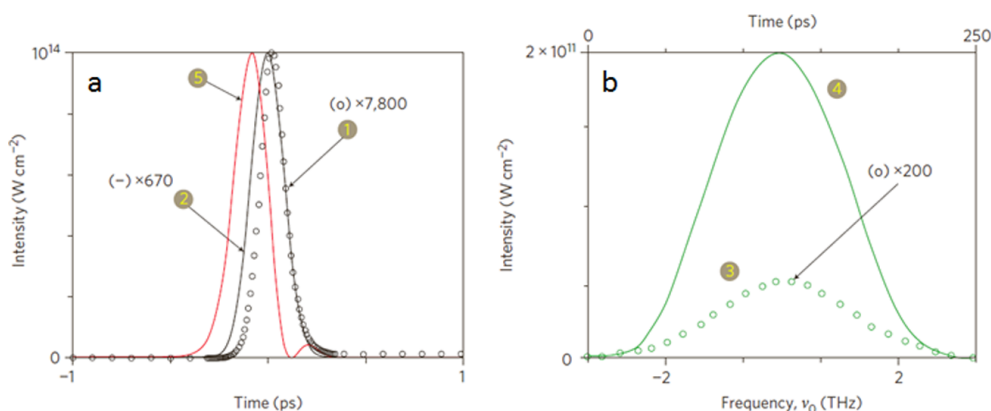 a
10¹⁴
Intensity (W cm⁻²)
0
-1
1
Time (ps)
5
(o) ×7,800
1
(–) ×670
2
b
Time (ps)
0
250
2 × 10¹¹
Intensity (W cm⁻²)
0
4
(o) ×200
3
−2
2
Frequency, ν₀ (THz)